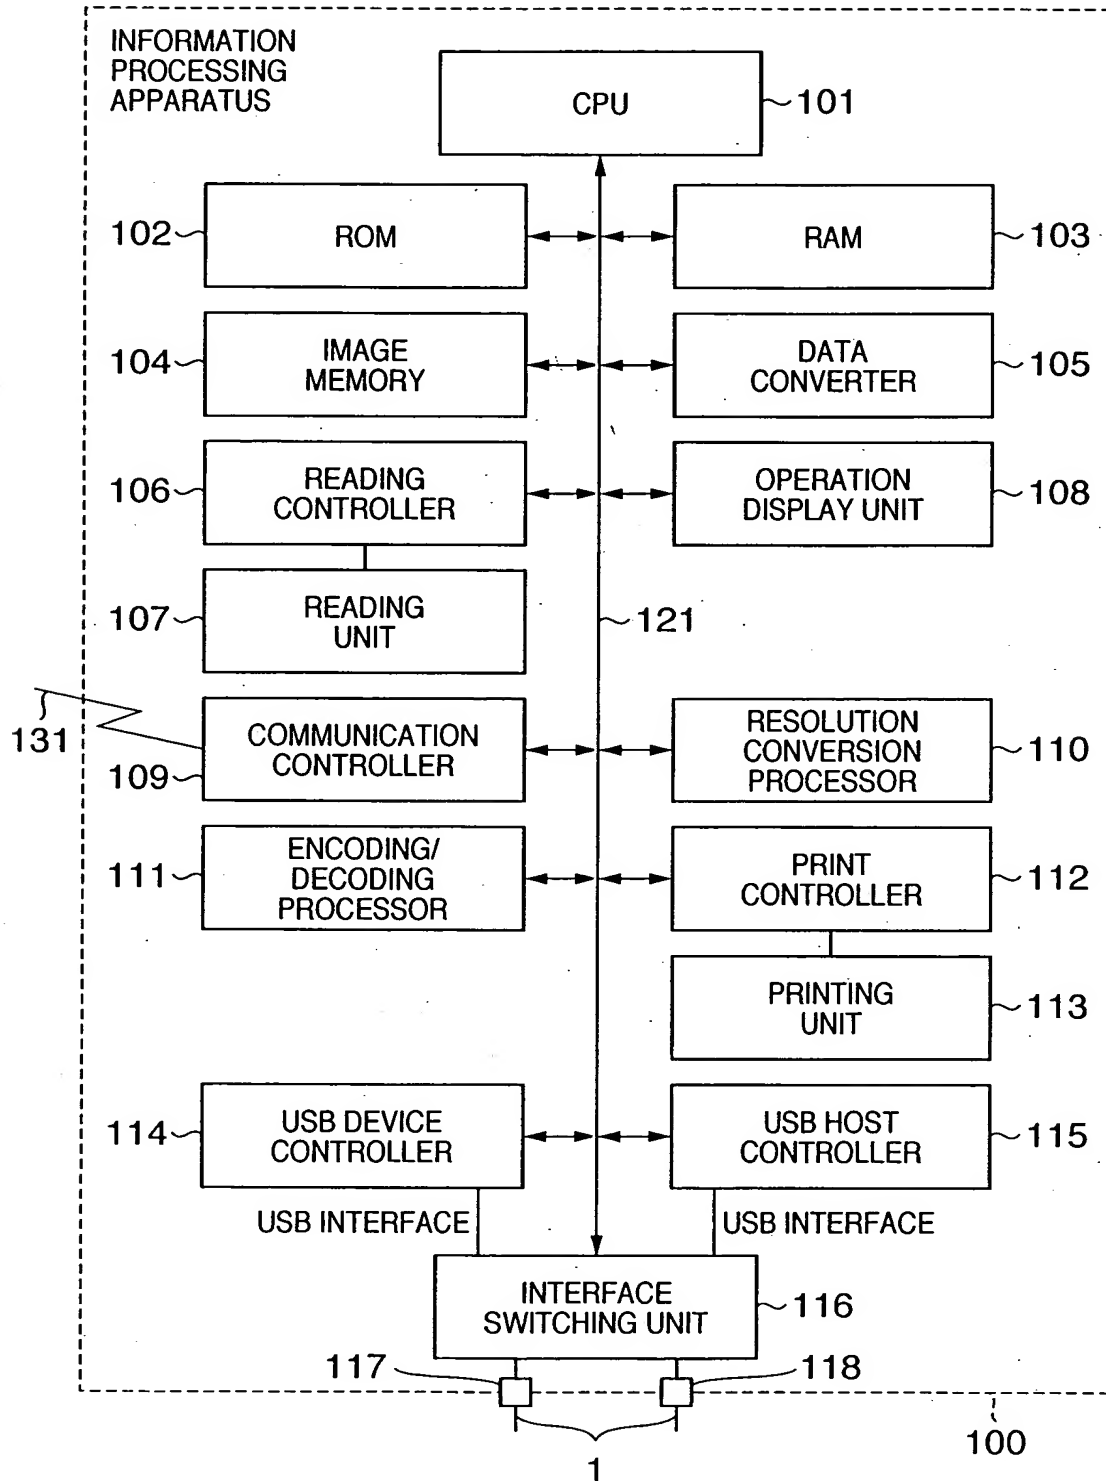 INFORMATION
PROCESSING
APPARATUS
CPU
101
102
ROM
RAM
103
104
IMAGE
MEMORY
DATA
CONVERTER
105
106
READING
CONTROLLER
OPERATION
DISPLAY UNIT
108
107
READING
UNIT
121
131
COMMUNICATION
CONTROLLER
109
RESOLUTION
CONVERSION
PROCESSOR
110
111
ENCODING/
DECODING
PROCESSOR
PRINT
CONTROLLER
112
PRINTING
UNIT
113
114
USB DEVICE
CONTROLLER
USB HOST
CONTROLLER
115
USB INTERFACE
USB INTERFACE
INTERFACE
SWITCHING UNIT
116
117
118
100
1